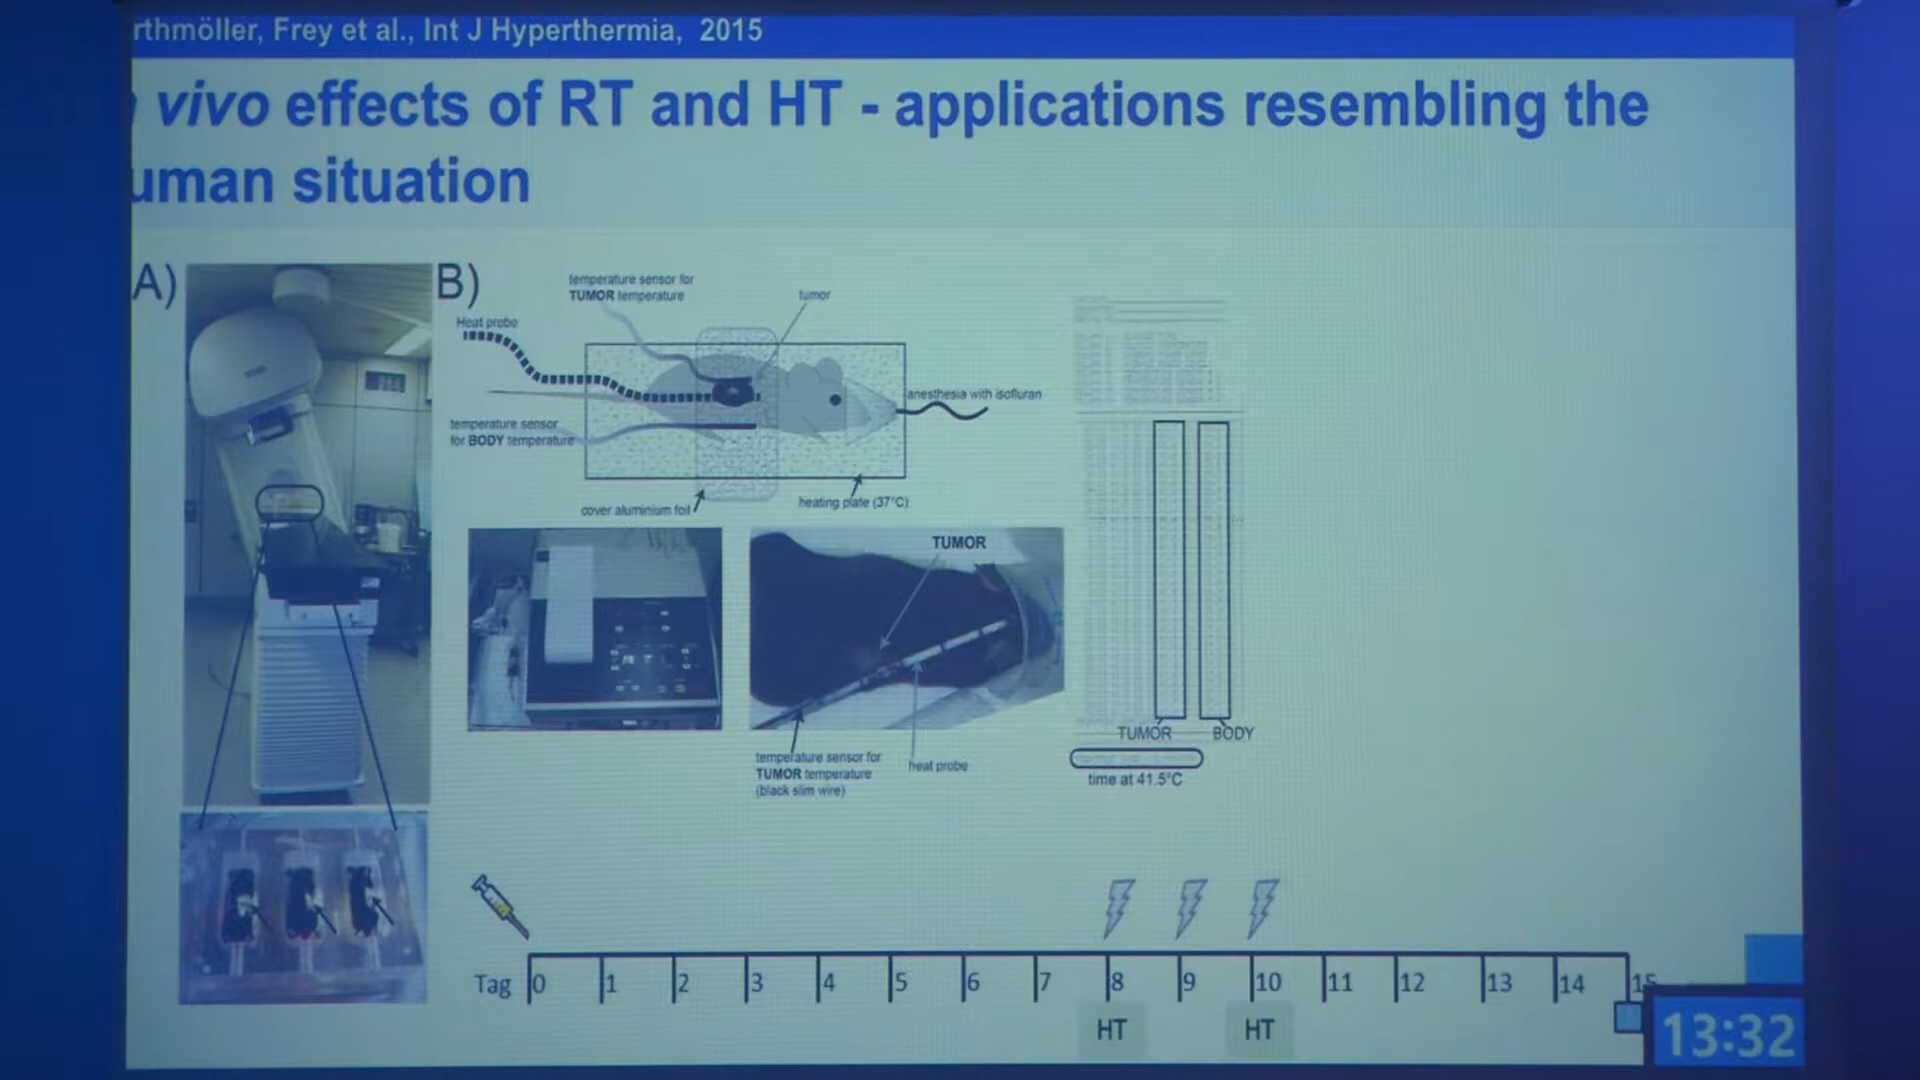 rthmöller, Frey et al., Int J Hyperthermia, 2015
vivo effects of RT and HT - applications resembling the
uman situation
A)
B)
temperature sensor for
TUMOR temperature
tumor
Heat probe
anesthesia with isofluran
temperature sensor
for BODY temperature
cover aluminium foil
heating plate (37°C)
TUMOR
temperature sensor for
TUMOR temperature
(black slim wire)
heat probe
TUMOR
BODY
time at 41.5°C
Tag 0 1 2 3 4 5 6 7 8 9 10 11 12 13 14 15
HT
HT
13:32